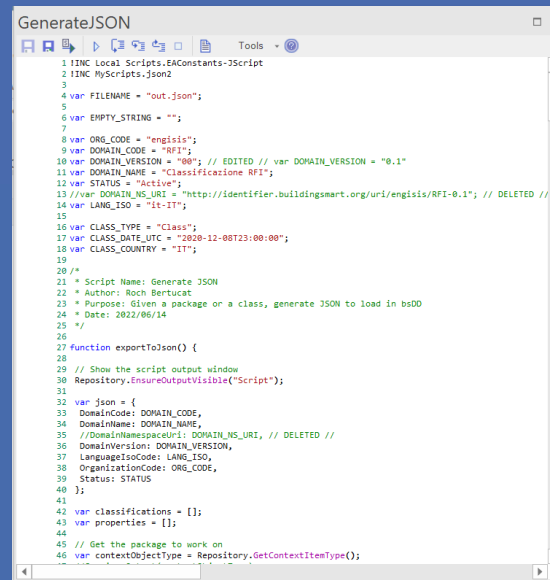 GenerateJSON
Tools
1 !INC Local Scripts.EAConstants-JScript
2 !INC MyScripts.json2
3
4 var FILENAME = "out.json";
5
6 var EMPTY_STRING = "";
7
8 var ORG_CODE = "engisis";
9 var DOMAIN_CODE = "RFI";
10 var DOMAIN_VERSION = "00"; // EDITED // var DOMAIN_VERSION = "0.1"
11 var DOMAIN_NAME = "Classificazione RFI";
12 var STATUS = "Active";
13 //var DOMAIN_NS_URI = "http://identifier.buildingsmart.org/uri/engisis/RFI-0.1"; // DELETED //
14 var LANG_ISO = "it-IT";
15
16 var CLASS_TYPE = "Class";
17 var CLASS_DATE_UTC = "2020-12-08T23:00:00";
18 var CLASS_COUNTRY = "IT";
19
20 /*
21 * Script Name: Generate JSON
22 * Author: Roch Bertucat
23 * Purpose: Given a package or a class, generate JSON to load in bsDD
24 * Date: 2022/06/14
25 */
26
27 function exportToJson() {
28
29 // Show the script output window
30 Repository.EnsureOutputVisible("Script");
31
32 var json = {
33 DomainCode: DOMAIN_CODE,
34 DomainName: DOMAIN_NAME,
35 //DomainNamespaceUri: DOMAIN_NS_URI, // DELETED //
36 DomainVersion: DOMAIN_VERSION,
37 LanguageIsoCode: LANG_ISO,
38 OrganizationCode: ORG_CODE,
39 Status: STATUS
40 };
41
42 var classifications = [];
43 var properties = [];
44
45 // Get the package to work on
46 var contextObjectType = Repository.GetContextItemType();